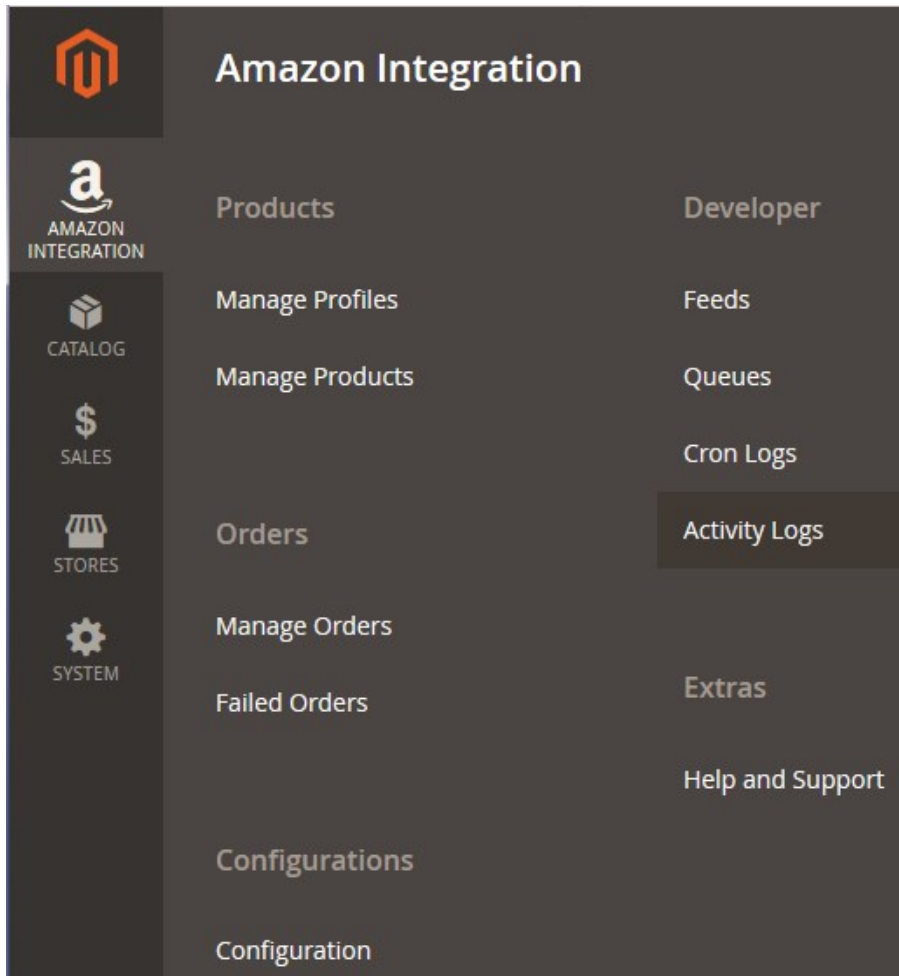 Amazon Integration
AMAZON
INTEGRATION
CATALOG
SALES
STORES
SYSTEM
Products
Manage Profiles
Manage Products
Orders
Manage Orders
Failed Orders
Configurations
Configuration
Developer
Feeds
Queues
Cron Logs
Activity Logs
Extras
Help and Support